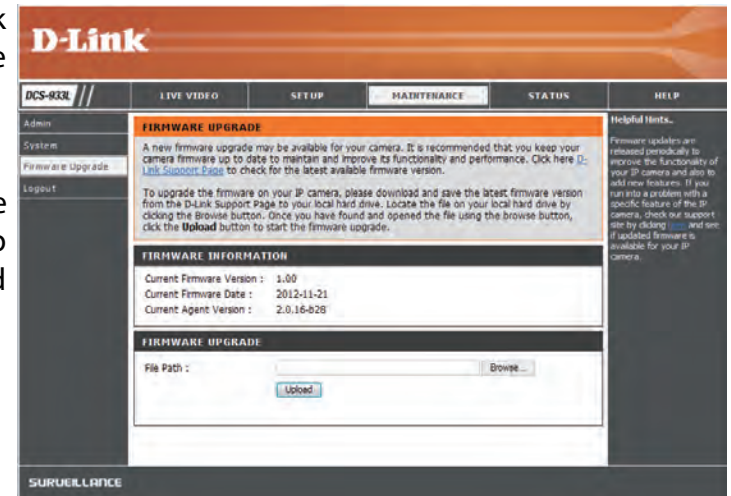 k
e
e
o
d
D-Link
DCS-933L
LIVE VIDEO
SETUP
MAINTENANCE
STATUS
HELP
Admin
System
Firmware Upgrade
Logout
FIRMWARE UPGRADE
A new firmware upgrade may be available for your camera. It is recommended that you keep your
camera firmware up to date to maintain and improve its functionality and performance. Click here D-
Link Support Page to check for the latest available firmware version.
To upgrade the firmware on your IP camera, please download and save the latest firmware version
from the D-Link Support Page to your local hard drive. Locate the file on your local hard drive by
clicking the Browse button. Once you have found and opened the file using the browse button,
click the Upload button to start the firmware upgrade.
FIRMWARE INFORMATION
Current Firmware Version : 1.00
Current Firmware Date : 2012-11-21
Current Agent Version : 2.0.16-b28
FIRMWARE UPGRADE
File Path :
Browse...
Upload
Helpful Hints..
Firmware updates are
released periodically to
improve the functionality of
your IP camera and also to
add new features. If you
run into a problem with a
specific feature of the IP
camera, check our support
site by clicking here and see
if updated firmware is
available for your IP
camera.
SURVEILLANCE